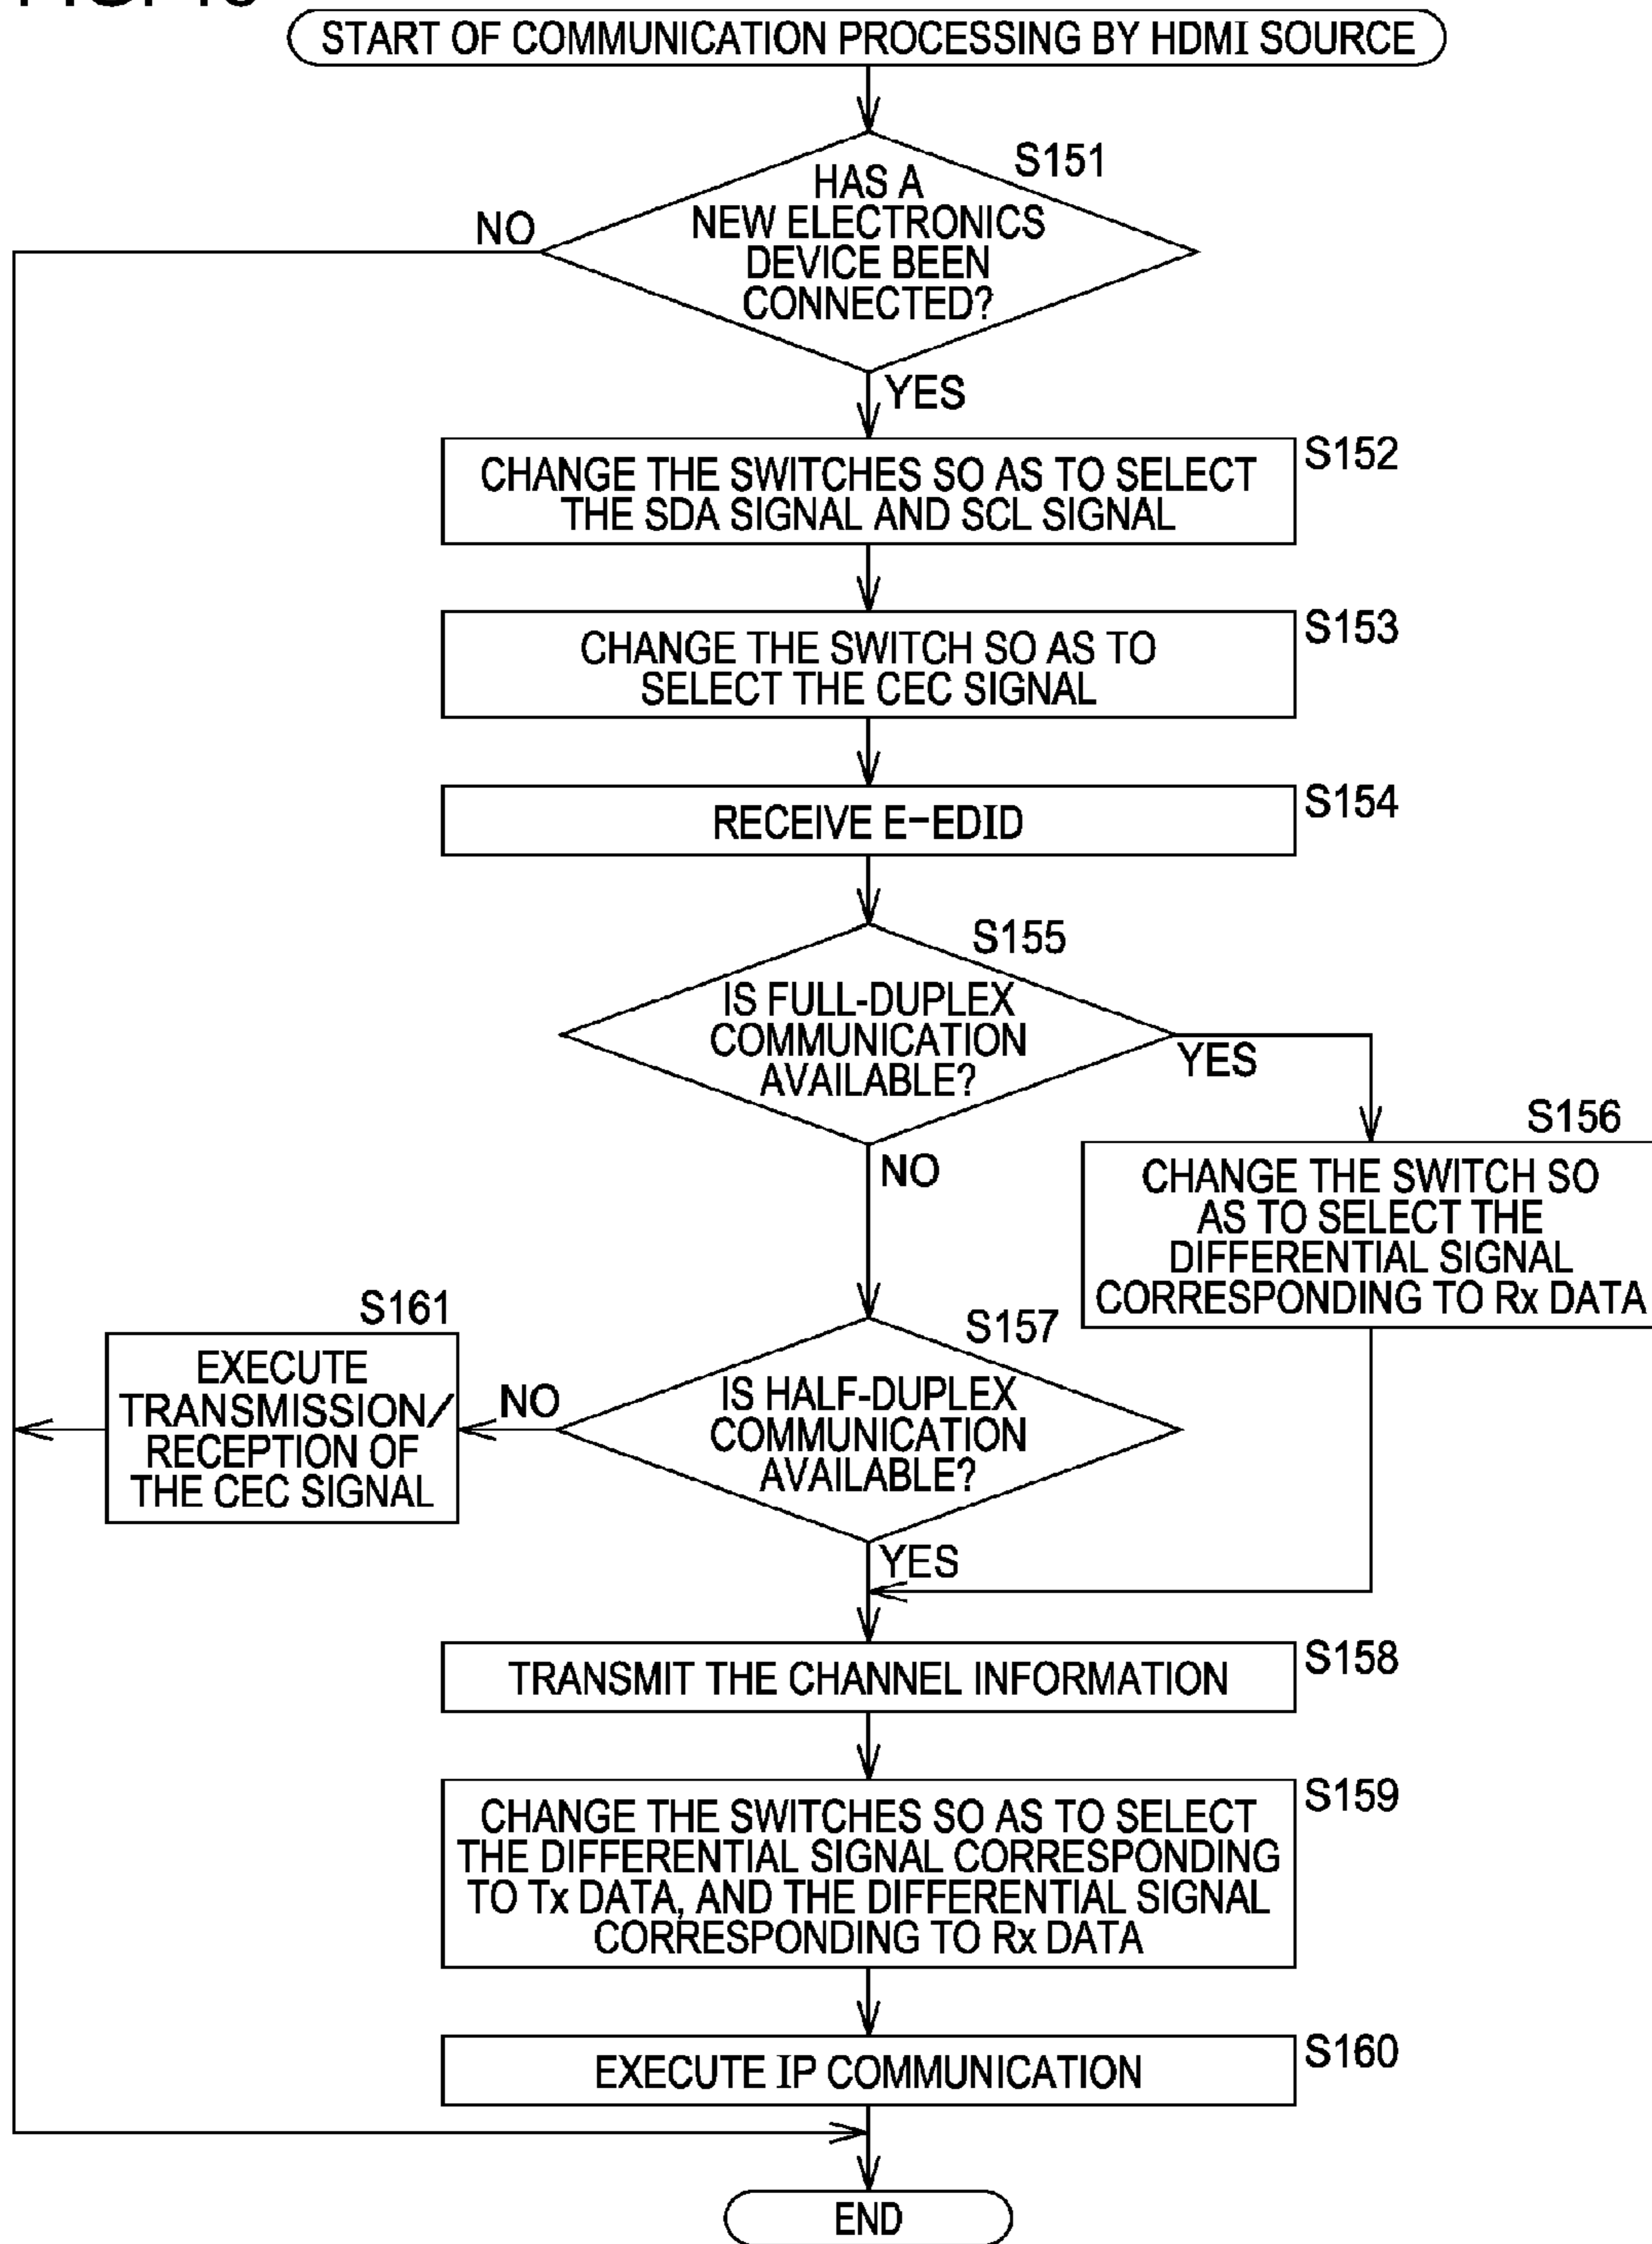 START OF COMMUNICATION PROCESSING BY HDMI SOURCE
S151
HAS A
NEW ELECTRONICS
DEVICE BEEN
CONNECTED?
NO
YES
S152
CHANGE THE SWITCHES SO AS TO SELECT
THE SDA SIGNAL AND SCL SIGNAL
S153
CHANGE THE SWITCH SO AS TO
SELECT THE CEC SIGNAL
S154
RECEIVE E-EDID
S155
IS FULL-DUPLEX
COMMUNICATION
AVAILABLE?
YES
NO
S156
CHANGE THE SWITCH SO
AS TO SELECT THE
DIFFERENTIAL SIGNAL
CORRESPONDING TO Rx DATA
S157
IS HALF-DUPLEX
COMMUNICATION
AVAILABLE?
NO
S161
EXECUTE
TRANSMISSION/
RECEPTION OF
THE CEC SIGNAL
YES
S158
TRANSMIT THE CHANNEL INFORMATION
S159
CHANGE THE SWITCHES SO AS TO SELECT
THE DIFFERENTIAL SIGNAL CORRESPONDING
TO Tx DATA, AND THE DIFFERENTIAL SIGNAL
CORRESPONDING TO Rx DATA
S160
EXECUTE IP COMMUNICATION
END